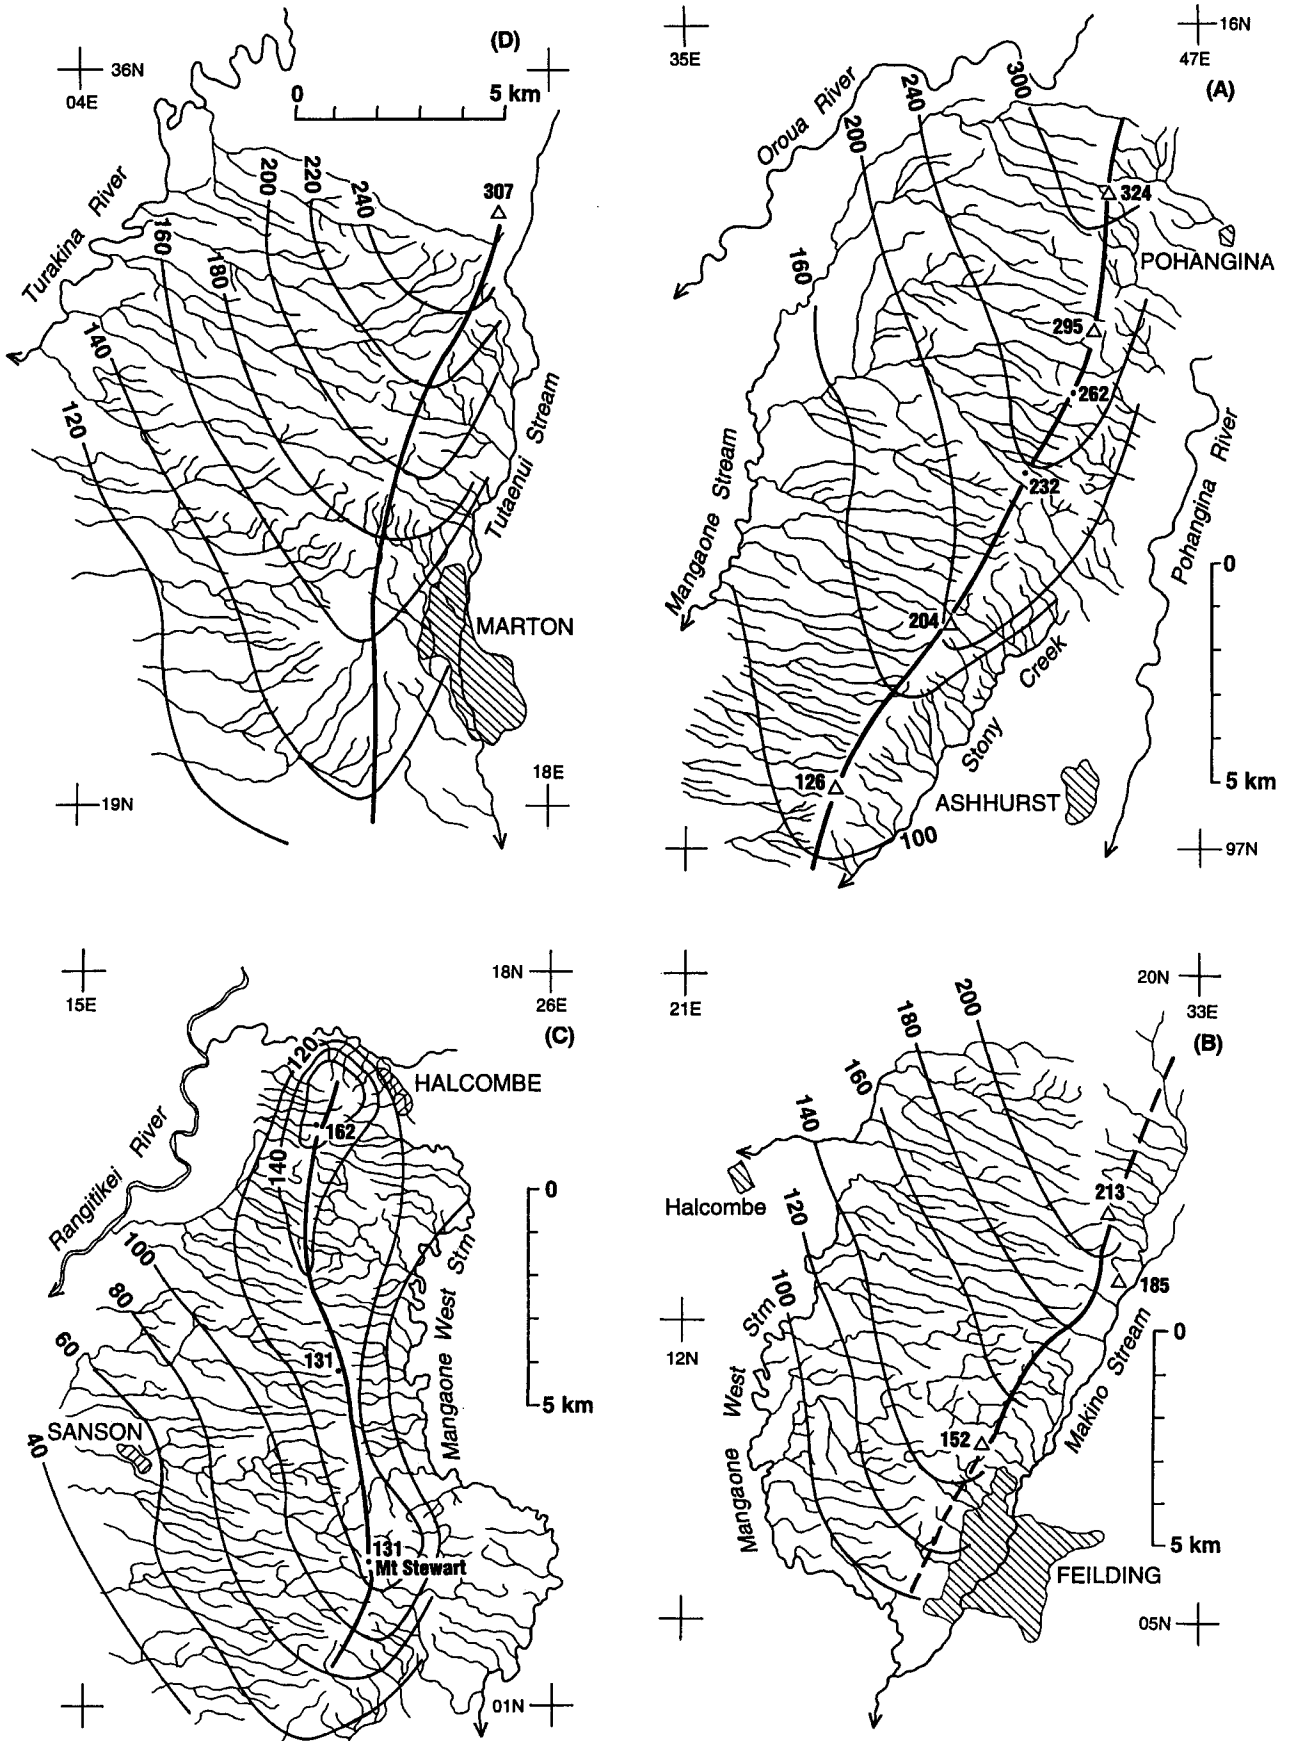 (D)
36N
04E
0 5 km
307
200
220
240
160
180
140
120
Turakina River
Tutaenui Stream
MARTON
18E
19N
35E
16N
47E
(A)
Oroua River
300
240
200
160
324
POHANGINA
295
262
232
204
126
100
Mangaone Stream
Pohangina River
Stony Creek
ASHHURST
0
5 km
97N
15E
18N
26E
(C)
120
HALCOMBE
162
140
Rangitikei River
0
5 km
Mangaone West Stm
100
80
60
40
SANSON
131
131
Mt Stewart
01N
21E
20N
33E
(B)
200
180
160
140
120
100
Halcombe
213
185
152
12N
Mangaone West Stm
Makino Stream
0
5 km
FEILDING
05N